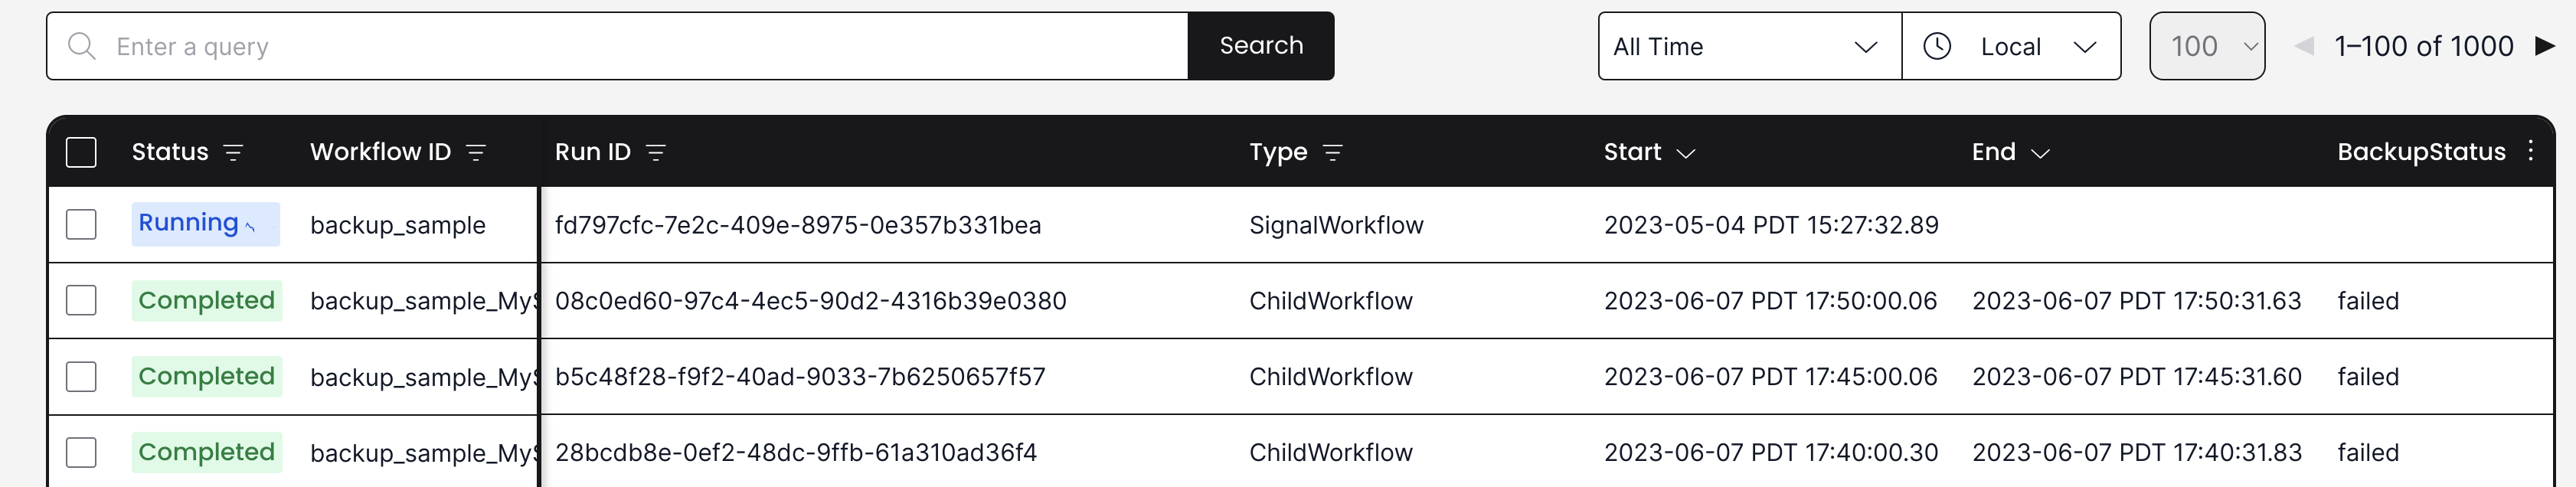 Enter a query Search All Time Local 100 1–100 of 1000
Status Workflow ID Run ID Type Start End BackupStatus
Running backup_sample fd797cfc-7e2c-409e-8975-0e357b331bea SignalWorkflow 2023-05-04 PDT 15:27:32.89
Completed backup_sample_MyS 08c0ed60-97c4-4ec5-90d2-4316b39e0380 ChildWorkflow 2023-06-07 PDT 17:50:00.06 2023-06-07 PDT 17:50:31.63 failed
Completed backup_sample_MyS b5c48f28-f9f2-40ad-9033-7b6250657f57 ChildWorkflow 2023-06-07 PDT 17:45:00.06 2023-06-07 PDT 17:45:31.60 failed
Completed backup_sample_MyS 28bcdb8e-0ef2-48dc-9ffb-61a310ad36f4 ChildWorkflow 2023-06-07 PDT 17:40:00.30 2023-06-07 PDT 17:40:31.83 failed